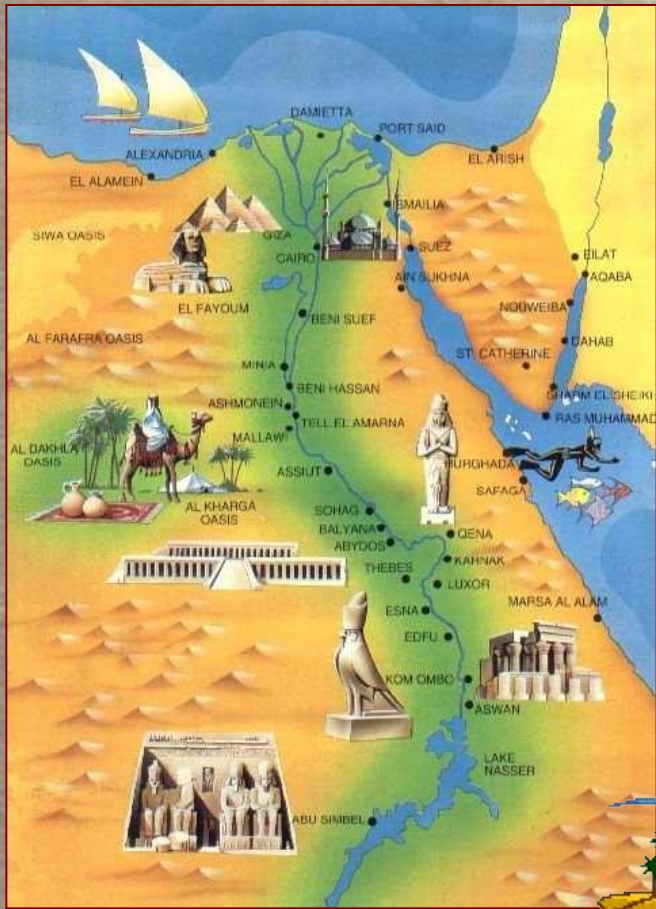 DAMIETTA
PORT SAID
ALEXANDRIA
EL ARISH
EL ALAMEIN
ISMAILIA
SIWA OASIS
GIZA
CAIRO
SUEZ
EILAT
AIN SUKHNA
AQABA
EL FAYOUM
NOUWEIBA
BENI SUEF
AL FARAFRA OASIS
DAHAB
ST. CATHERINE
MINIA
BENI HASSAN
SHARM EL SHEIKH
ASHMONEIN
TELL EL AMARNA
RAS MUHAMMAD
MALLAWI
AL DAKHLA
OASIS
ASSIUT
HURGHADA
SAFAGA
AL KHARGA
OASIS
SOHAG
BALYANA
QENA
ABYDOS
KAHNAK
THEBES
LUXOR
ESNA
MARSA AL ALAM
EDFU
KOM OMBO
ASWAN
LAKE
NASSER
ABU SIMBEL